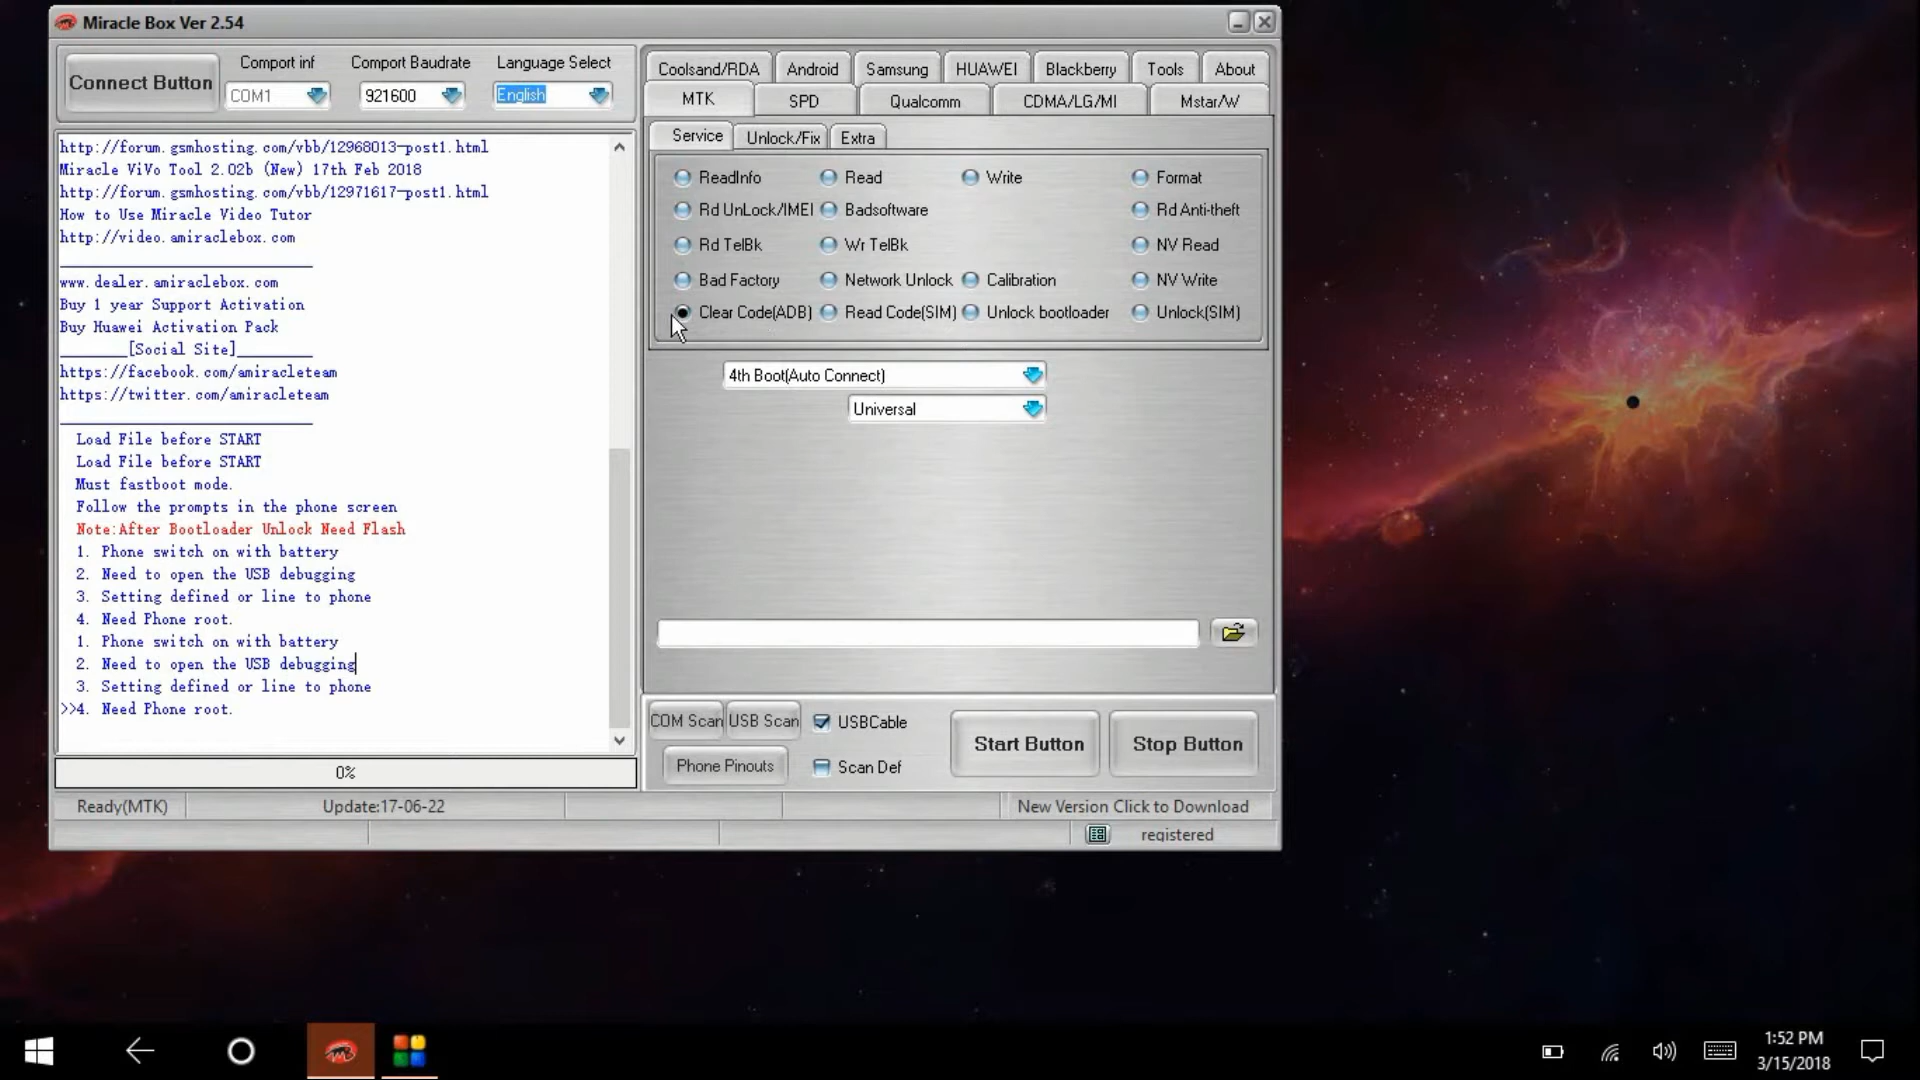 Miracle Box Ver 2.54
Connect Button
Comport inf
Comport Baudrate
Language Select
COM1
921600
English
http://forum.gsmhosting.com/vbb/12968013-post1.html
Miracle ViVo Tool 2.02b (New) 17th Feb 2018
http://forum.gsmhosting.com/vbb/12971617-post1.html
How to Use Miracle Video Tutor
http://video.amiraclebox.com
www.dealer.amiraclebox.com
Buy 1 year Support Activation
Buy Huawei Activation Pack
________[Social Site]_________
https://facebook.com/amiracleteam
https://twitter.com/amiracleteam
Load File before START
Load File before START
Must fastboot mode.
Follow the prompts in the phone screen
Note:After Bootloader Unlock Need Flash
1. Phone switch on with battery
2. Need to open the USB debugging
3. Setting defined or line to phone
4. Need Phone root.
1. Phone switch on with battery
2. Need to open the USB debugging
3. Setting defined or line to phone
>>4. Need Phone root.
0%
Coolsand/RDA Android Samsung HUAWEI Blackberry Tools About
MTK SPD Qualcomm CDMA/LG/MI Mstar/W
Service Unlock/Fix Extra
ReadInfo Read Write Format
Rd UnLock/IMEI Badsoftware Rd Anti-theft
Rd TelBk Wr TelBk NV Read
Bad Factory Network Unlock Calibration NV Write
Clear Code(ADB) Read Code(SIM) Unlock bootloader Unlock(SIM)
4th Boot(Auto Connect)
Universal
COM Scan USB Scan USBCable
Phone Pinouts Scan Def
Start Button Stop Button
Ready(MTK) Update:17-06-22 New Version Click to Download
registered
1:52 PM
3/15/2018